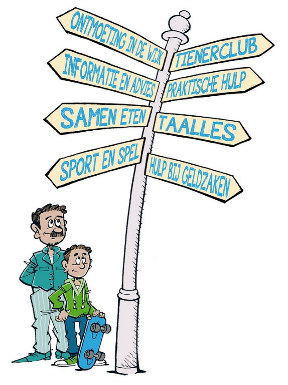 ONTMOETING IN DE WIJK
TIENERCLUB
INFORMATIE EN ADVIES
PRAKTISCHE HULP
SAMEN ETEN
TAALLES
SPORT EN SPEL
HULP BIJ GELDZAKEN